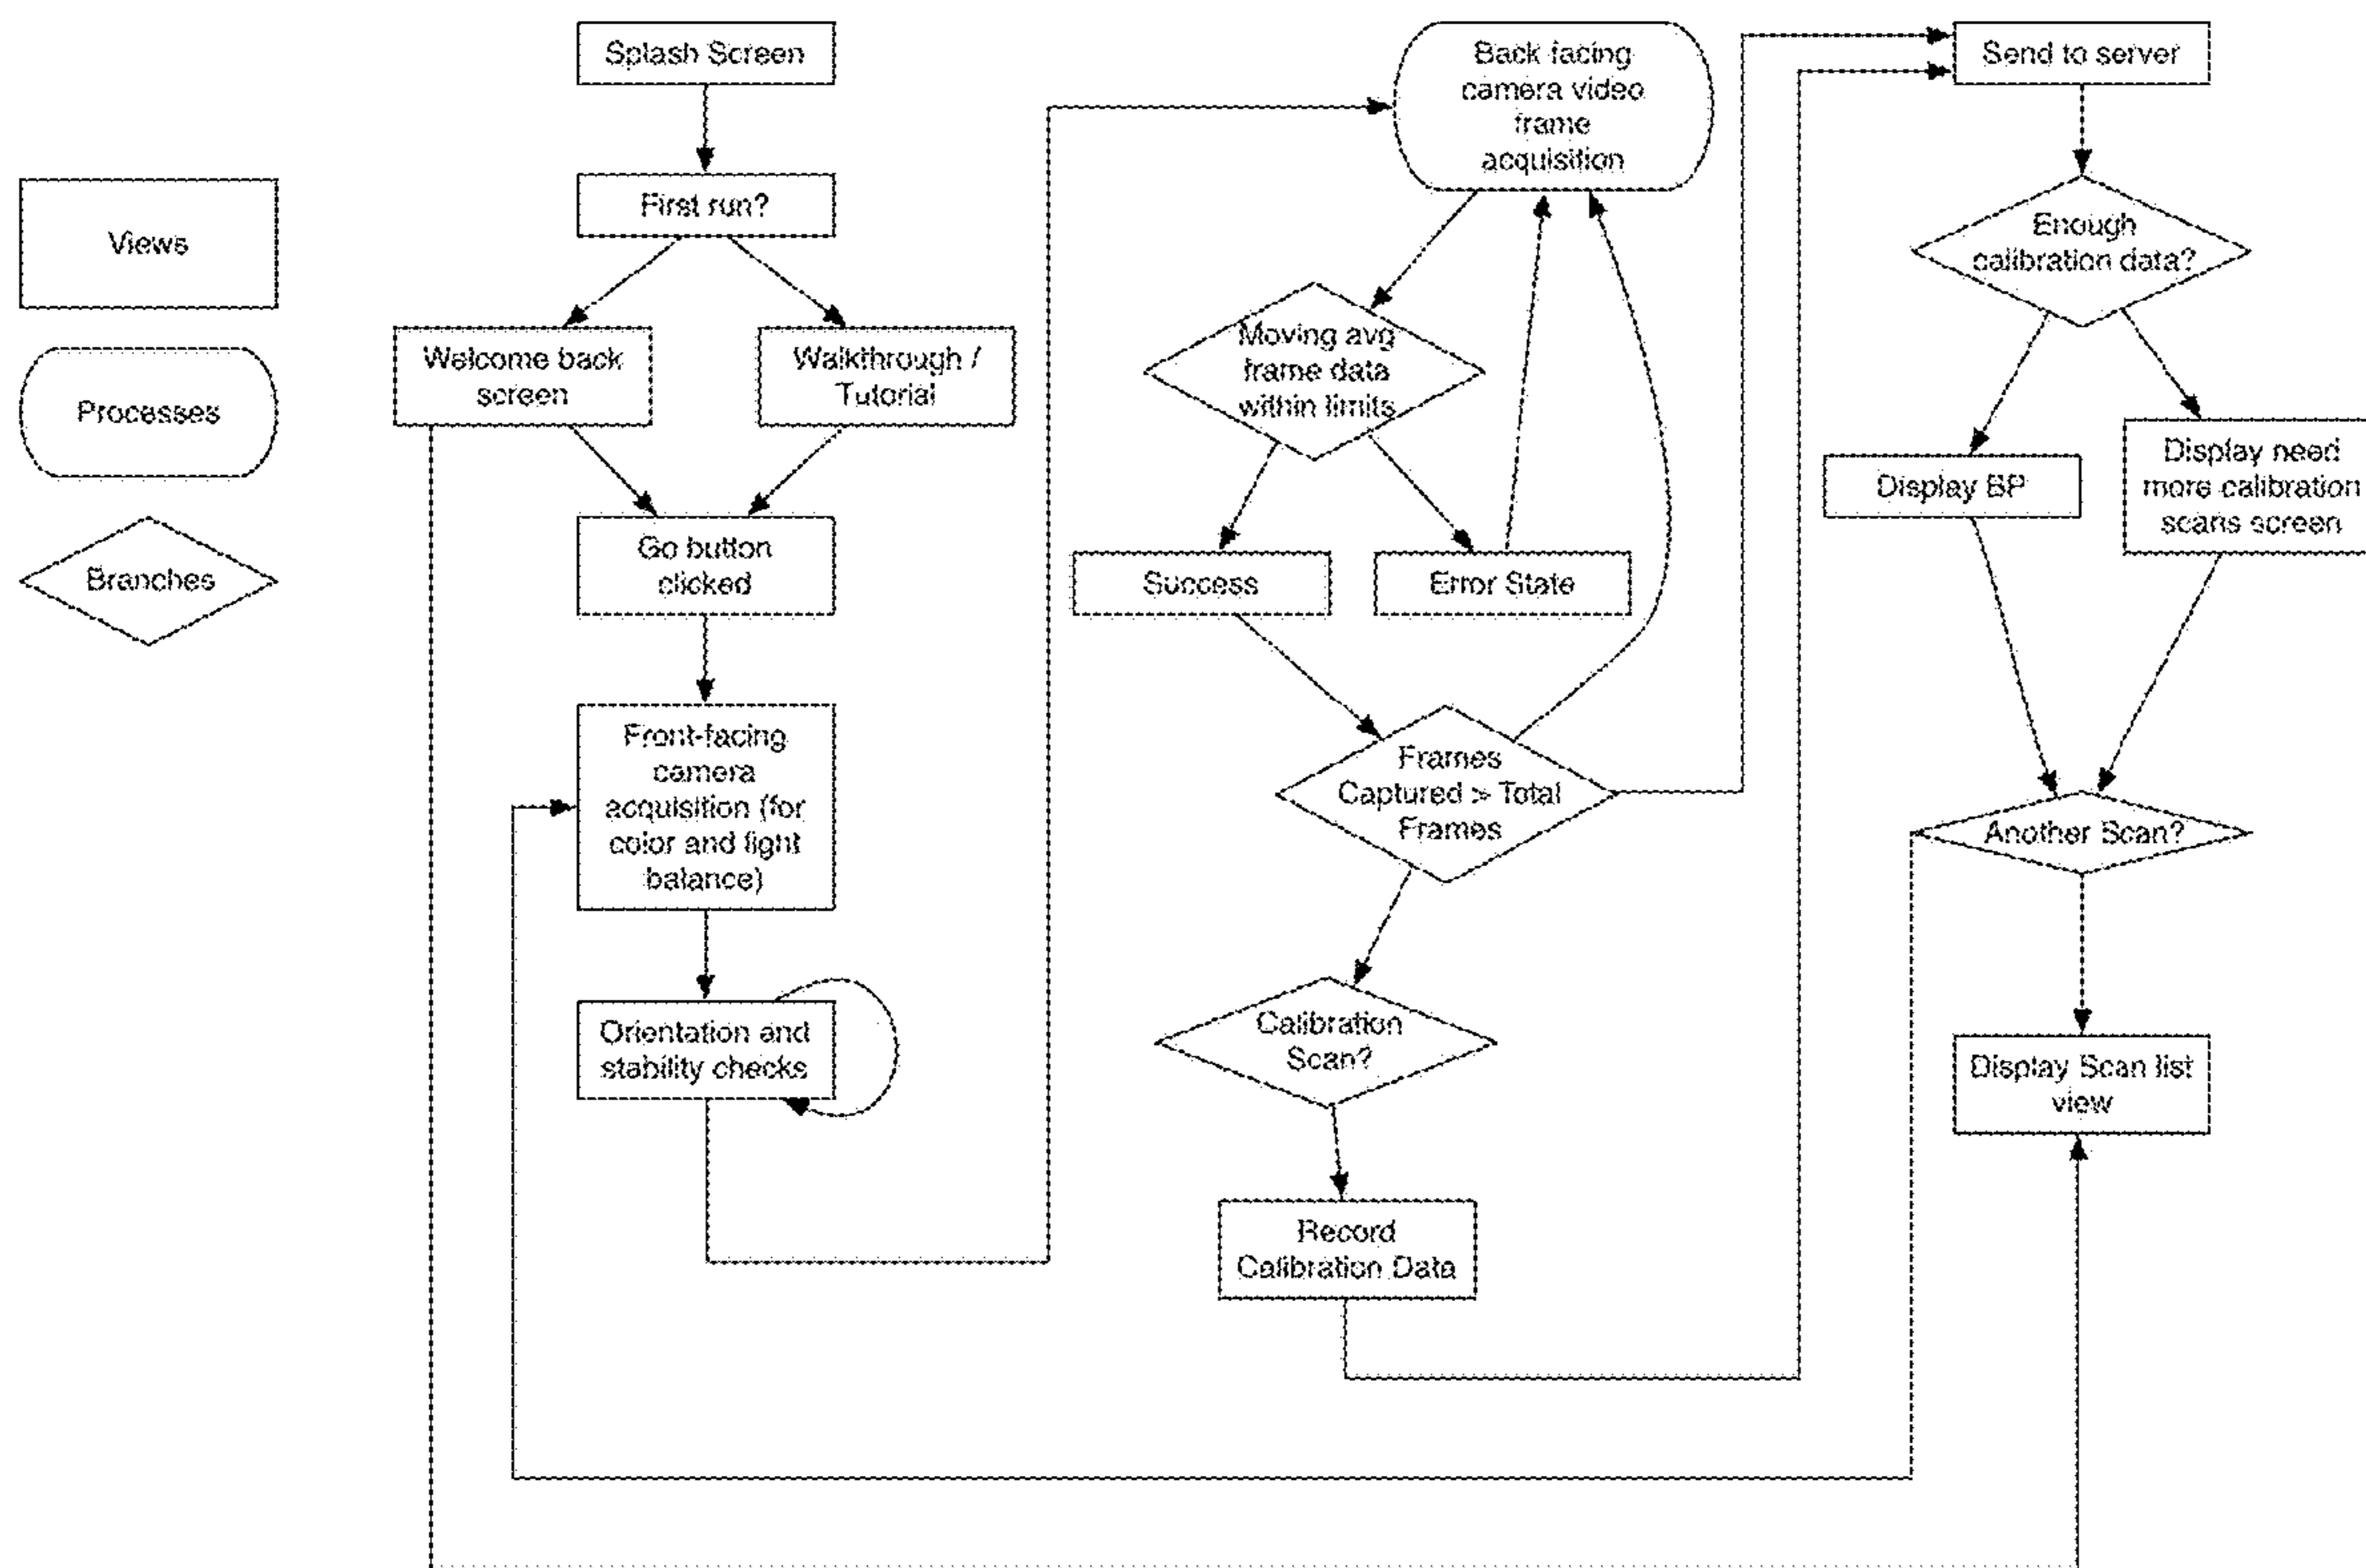 Views
Processes
Branches
Splash Screen
First run?
Welcome back
screen
Walkthrough /
Tutorial
Go button
clicked
Front-facing
camera
acquisition (for
color and light
balance)
Orientation and
stability checks
Back facing
camera video
frame
acquisition
Moving avg
frame data
within limits
Success
Error State
Frames
Captured > Total
Frames
Calibration
Scan?
Record
Calibration Data
Send to server
Enough
calibration data?
Display BP
Display need
more calibration
scans screen
Another Scan?
Display Scan list
view